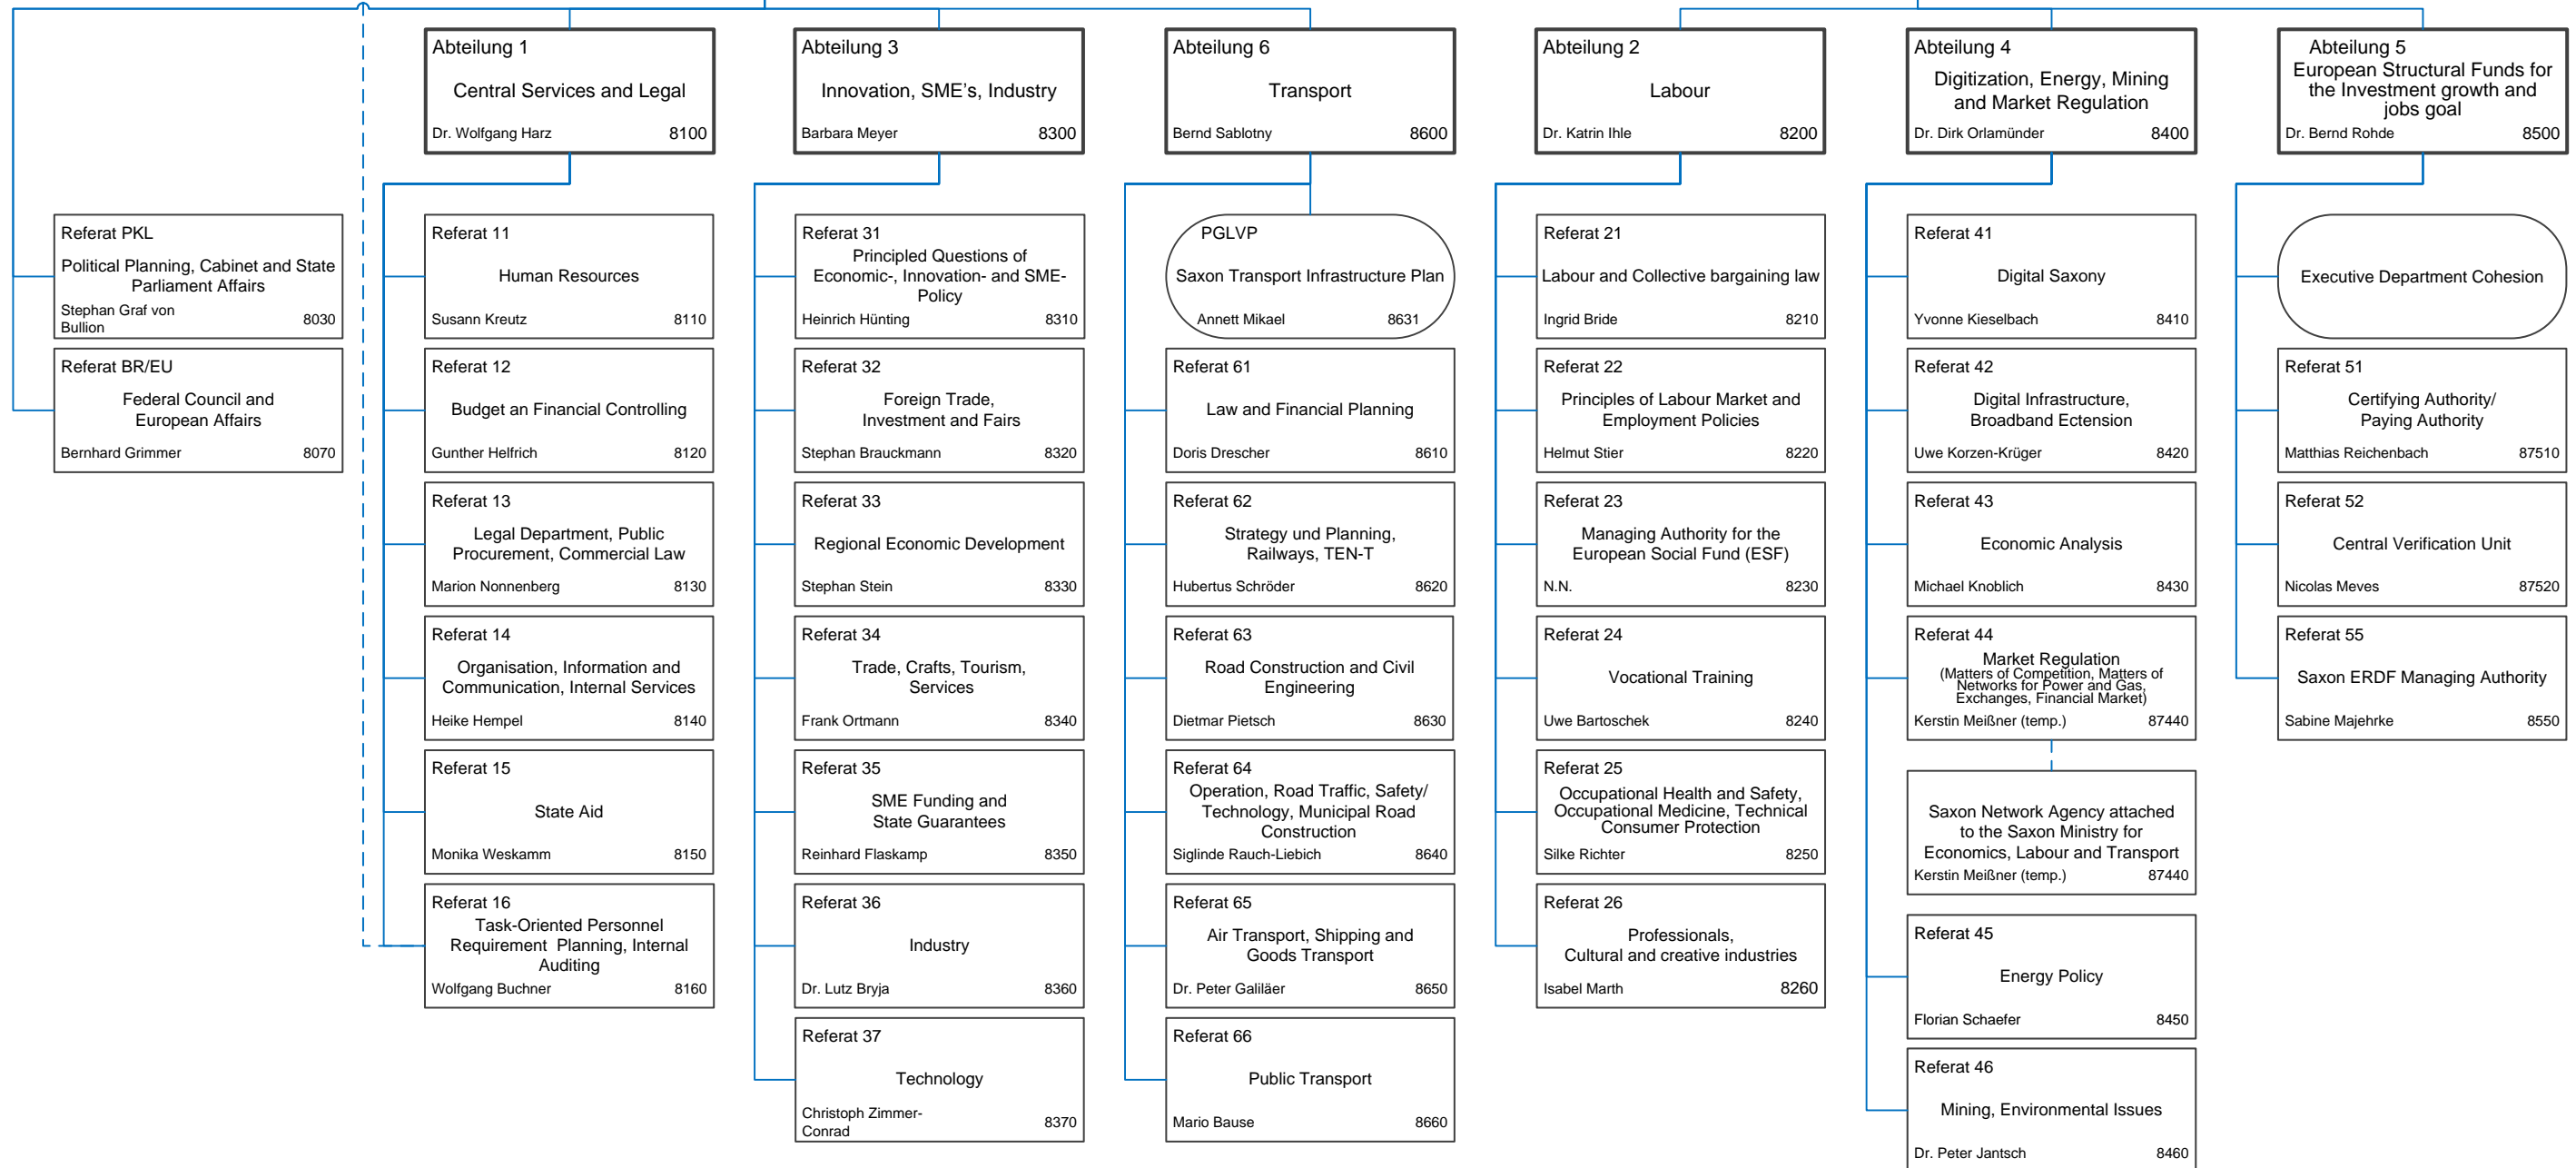 Abteilung 1
Central Services and Legal
Dr. Wolfgang Harz 8100
Abteilung 3
Innovation, SME's, Industry
Barbara Meyer 8300
Abteilung 6
Transport
Bernd Sablotny 8600
Abteilung 2
Labour
Dr. Katrin Ihle 8200
Abteilung 4
Digitization, Energy, Mining
and Market Regulation
Dr. Dirk Orlamünder 8400
Abteilung 5
European Structural Funds for
the Investment growth and
jobs goal
Dr. Bernd Rohde 8500
Referat PKL
Political Planning, Cabinet and State
Parliament Affairs
Stephan Graf von
Bullion 8030
Referat BR/EU
Federal Council and
European Affairs
Bernhard Grimmer 8070
Referat 11
Human Resources
Susann Kreutz 8110
Referat 12
Budget an Financial Controlling
Gunther Helfrich 8120
Referat 13
Legal Department, Public
Procurement, Commercial Law
Marion Nonnenberg 8130
Referat 14
Organisation, Information and
Communication, Internal Services
Heike Hempel 8140
Referat 15
State Aid
Monika Weskamm 8150
Referat 16
Task-Oriented Personnel
Requirement Planning, Internal
Auditing
Wolfgang Buchner 8160
Referat 31
Principled Questions of
Economic-, Innovation- and SME-
Policy
Heinrich Hünting 8310
Referat 32
Foreign Trade,
Investment and Fairs
Stephan Brauckmann 8320
Referat 33
Regional Economic Development
Stephan Stein 8330
Referat 34
Trade, Crafts, Tourism,
Services
Frank Ortmann 8340
Referat 35
SME Funding and
State Guarantees
Reinhard Flaskamp 8350
Referat 36
Industry
Dr. Lutz Bryja 8360
Referat 37
Technology
Christoph Zimmer-
Conrad 8370
PGLVP
Saxon Transport Infrastructure Plan
Annett Mikael 8631
Referat 61
Law and Financial Planning
Doris Drescher 8610
Referat 62
Strategy und Planning,
Railways, TEN-T
Hubertus Schröder 8620
Referat 63
Road Construction and Civil
Engineering
Dietmar Pietsch 8630
Referat 64
Operation, Road Traffic, Safety/
Technology, Municipal Road
Construction
Siglinde Rauch-Liebich 8640
Referat 65
Air Transport, Shipping and
Goods Transport
Dr. Peter Galiläer 8650
Referat 66
Public Transport
Mario Bause 8660
Referat 21
Labour and Collective bargaining law
Ingrid Bride 8210
Referat 22
Principles of Labour Market and
Employment Policies
Helmut Stier 8220
Referat 23
Managing Authority for the
European Social Fund (ESF)
N.N. 8230
Referat 24
Vocational Training
Uwe Bartoschek 8240
Referat 25
Occupational Health and Safety,
Occupational Medicine, Technical
Consumer Protection
Silke Richter 8250
Referat 26
Professionals,
Cultural and creative industries
Isabel Marth 8260
Referat 41
Digital Saxony
Yvonne Kieselbach 8410
Referat 42
Digital Infrastructure,
Broadband Ectension
Uwe Korzen-Krüger 8420
Referat 43
Economic Analysis
Michael Knoblich 8430
Referat 44
Market Regulation
(Matters of Competition, Matters of
Networks for Power and Gas,
Exchanges, Financial Market)
Kerstin Meißner (temp.) 87440
Saxon Network Agency attached
to the Saxon Ministry for
Economics, Labour and Transport
Kerstin Meißner (temp.) 87440
Referat 45
Energy Policy
Florian Schaefer 8450
Referat 46
Mining, Environmental Issues
Dr. Peter Jantsch 8460
Executive Department Cohesion
Referat 51
Certifying Authority/
Paying Authority
Matthias Reichenbach 87510
Referat 52
Central Verification Unit
Nicolas Meves 87520
Referat 55
Saxon ERDF Managing Authority
Sabine Majehrke 8550